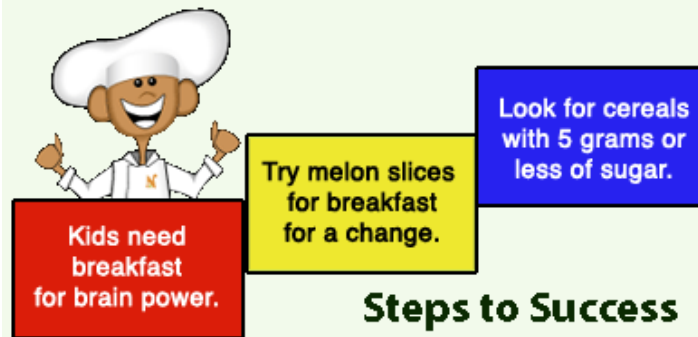 Kids need
breakfast
for brain power.
Try melon slices
for breakfast
for a change.
Look for cereals
with 5 grams or
less of sugar.
Steps to Success
N